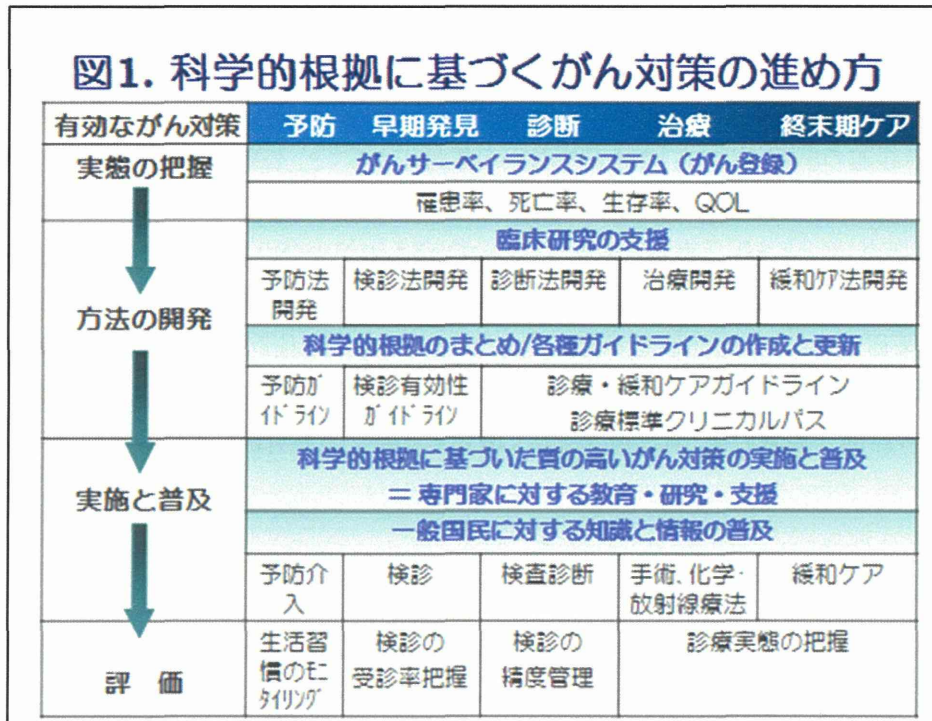 図1. 科学的根拠に基づくがん対策の進め方
有効ながん対策 予防 早期発見 診断 治療 終末期ケア
実態の把握
がんサーベイランスシステム（がん登録）
罹患率、死亡率、生存率、QOL
方法の開発
臨床研究の支援
予防法
開発
検診法開発
診断法開発
治療開発
緩和ケア法開発
科学的根拠のまとめ/各種ガイドラインの作成と更新
予防ガ
イドライン
検診有効性
ガイドライン
診療・緩和ケアガイドライン
診療標準クリニカルパス
実施と普及
科学的根拠に基づいた質の高いがん対策の実施と普及
＝専門家に対する教育・研究・支援
一般国民に対する知識と情報の普及
予防介
入
検診
検査診断
手術、化学・
放射線療法
緩和ケア
評　価
生活習
慣のモニ
タイリング
検診の
受診率把握
検診の
精度管理
診療実態の把握